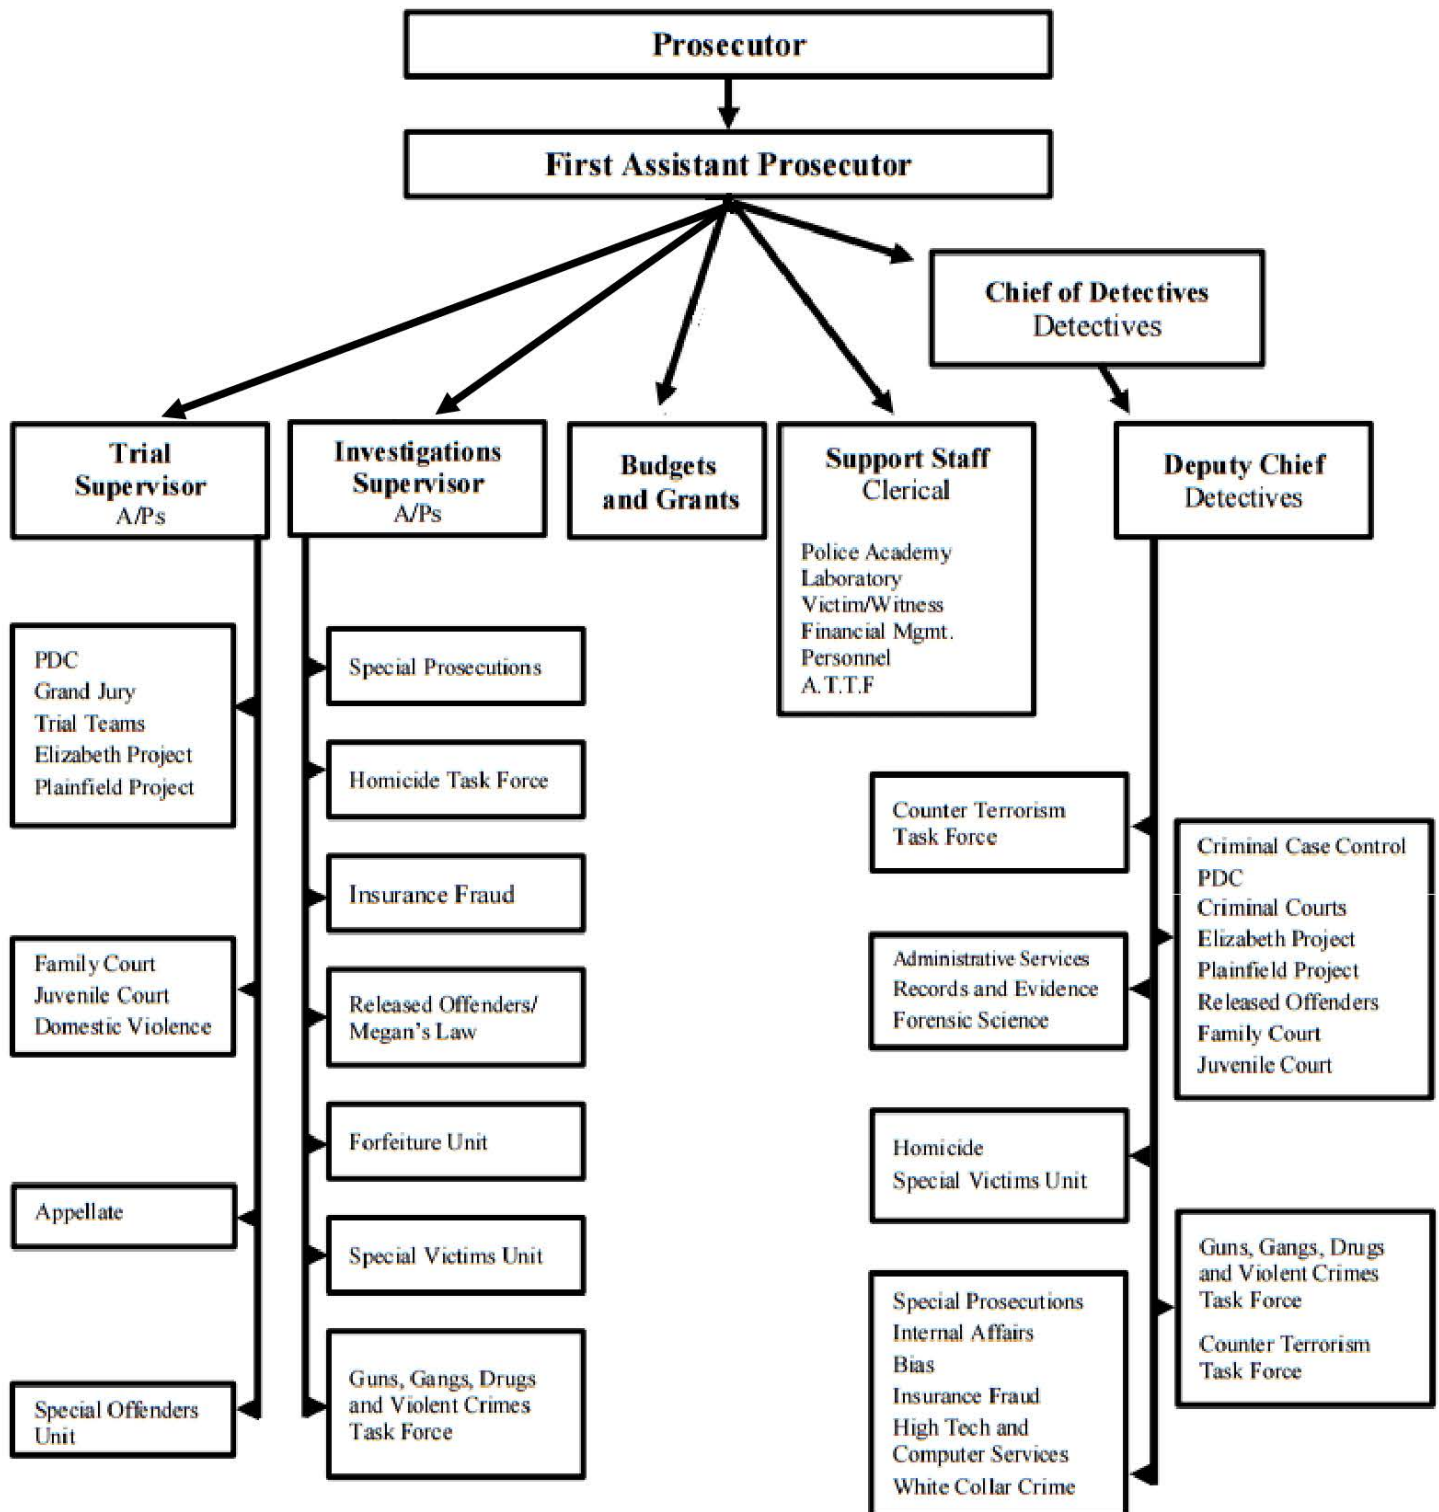 Prosecutor
First Assistant Prosecutor
Chief of Detectives
Detectives
Trial
Supervisor
A/Ps
Investigations
Supervisor
A/Ps
Budgets
and Grants
Support Staff
Clerical
Police Academy
Laboratory
Victim/Witness
Financial Mgmt.
Personnel
A.T.T.F
Deputy Chief
Detectives
PDC
Grand Jury
Trial Teams
Elizabeth Project
Plainfield Project
Family Court
Juvenile Court
Domestic Violence
Appellate
Special Offenders
Unit
Special Prosecutions
Homicide Task Force
Insurance Fraud
Released Offenders/
Megan's Law
Forfeiture Unit
Special Victims Unit
Guns, Gangs, Drugs
and Violent Crimes
Task Force
Counter Terrorism
Task Force
Administrative Services
Records and Evidence
Forensic Science
Homicide
Special Victims Unit
Special Prosecutions
Internal Affairs
Bias
Insurance Fraud
High Tech and
Computer Services
White Collar Crime
Criminal Case Control
PDC
Criminal Courts
Elizabeth Project
Plainfield Project
Released Offenders
Family Court
Juvenile Court
Guns, Gangs, Drugs
and Violent Crimes
Task Force
Counter Terrorism
Task Force